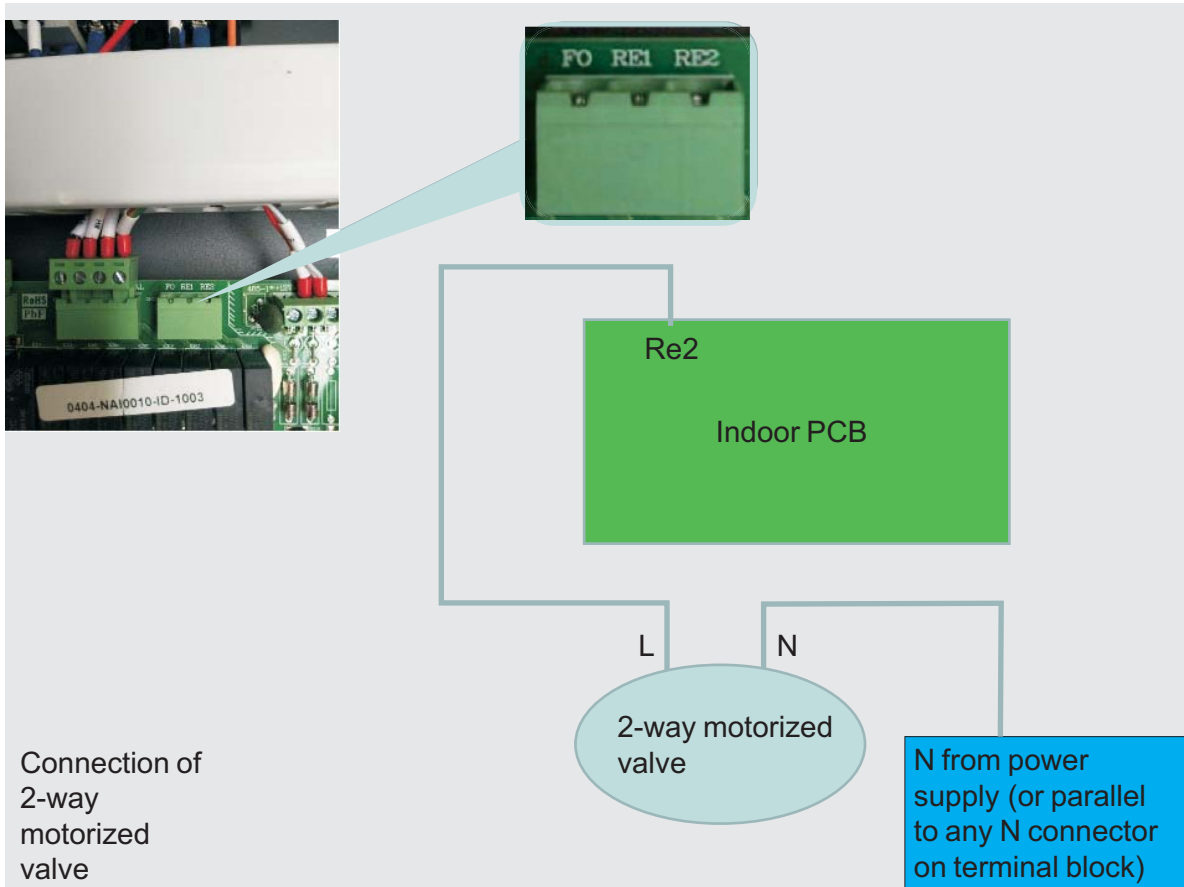 FO RE1 RE2
FO RE1 RE2
RoHS
PhF
0404-NAI0010-ID-1003
Re2
Indoor PCB
L
N
2-way motorized
valve
Connection of
2-way
motorized
valve
N from power
supply (or parallel
to any N connector
on terminal block)